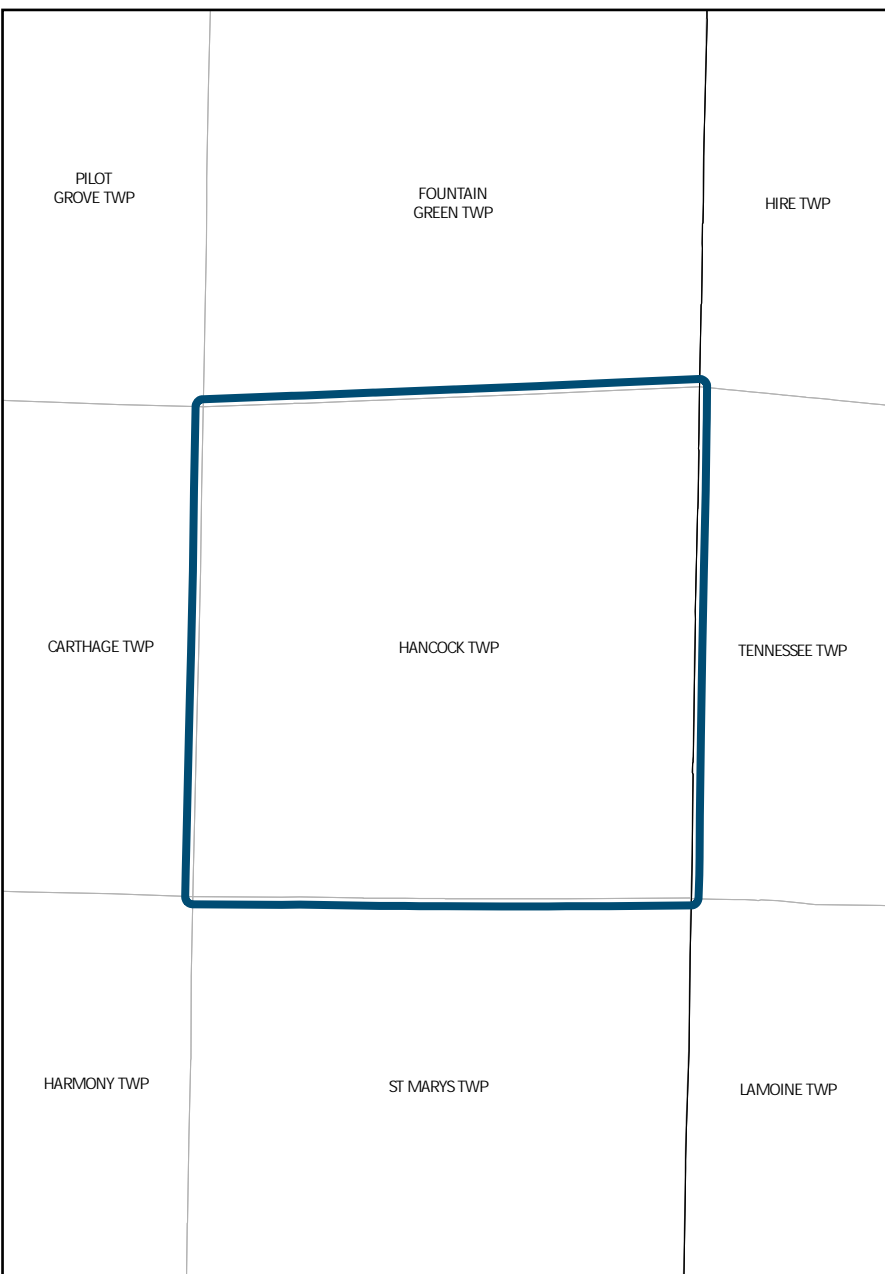 PILOT
GROVE TWP
FOUNTAIN
GREEN TWP
HIRE TWP
CARTHAGE TWP
HANCOCK TWP
TENNESSEE TWP
HARMONY TWP
ST MARYS TWP
LAMOINE TWP